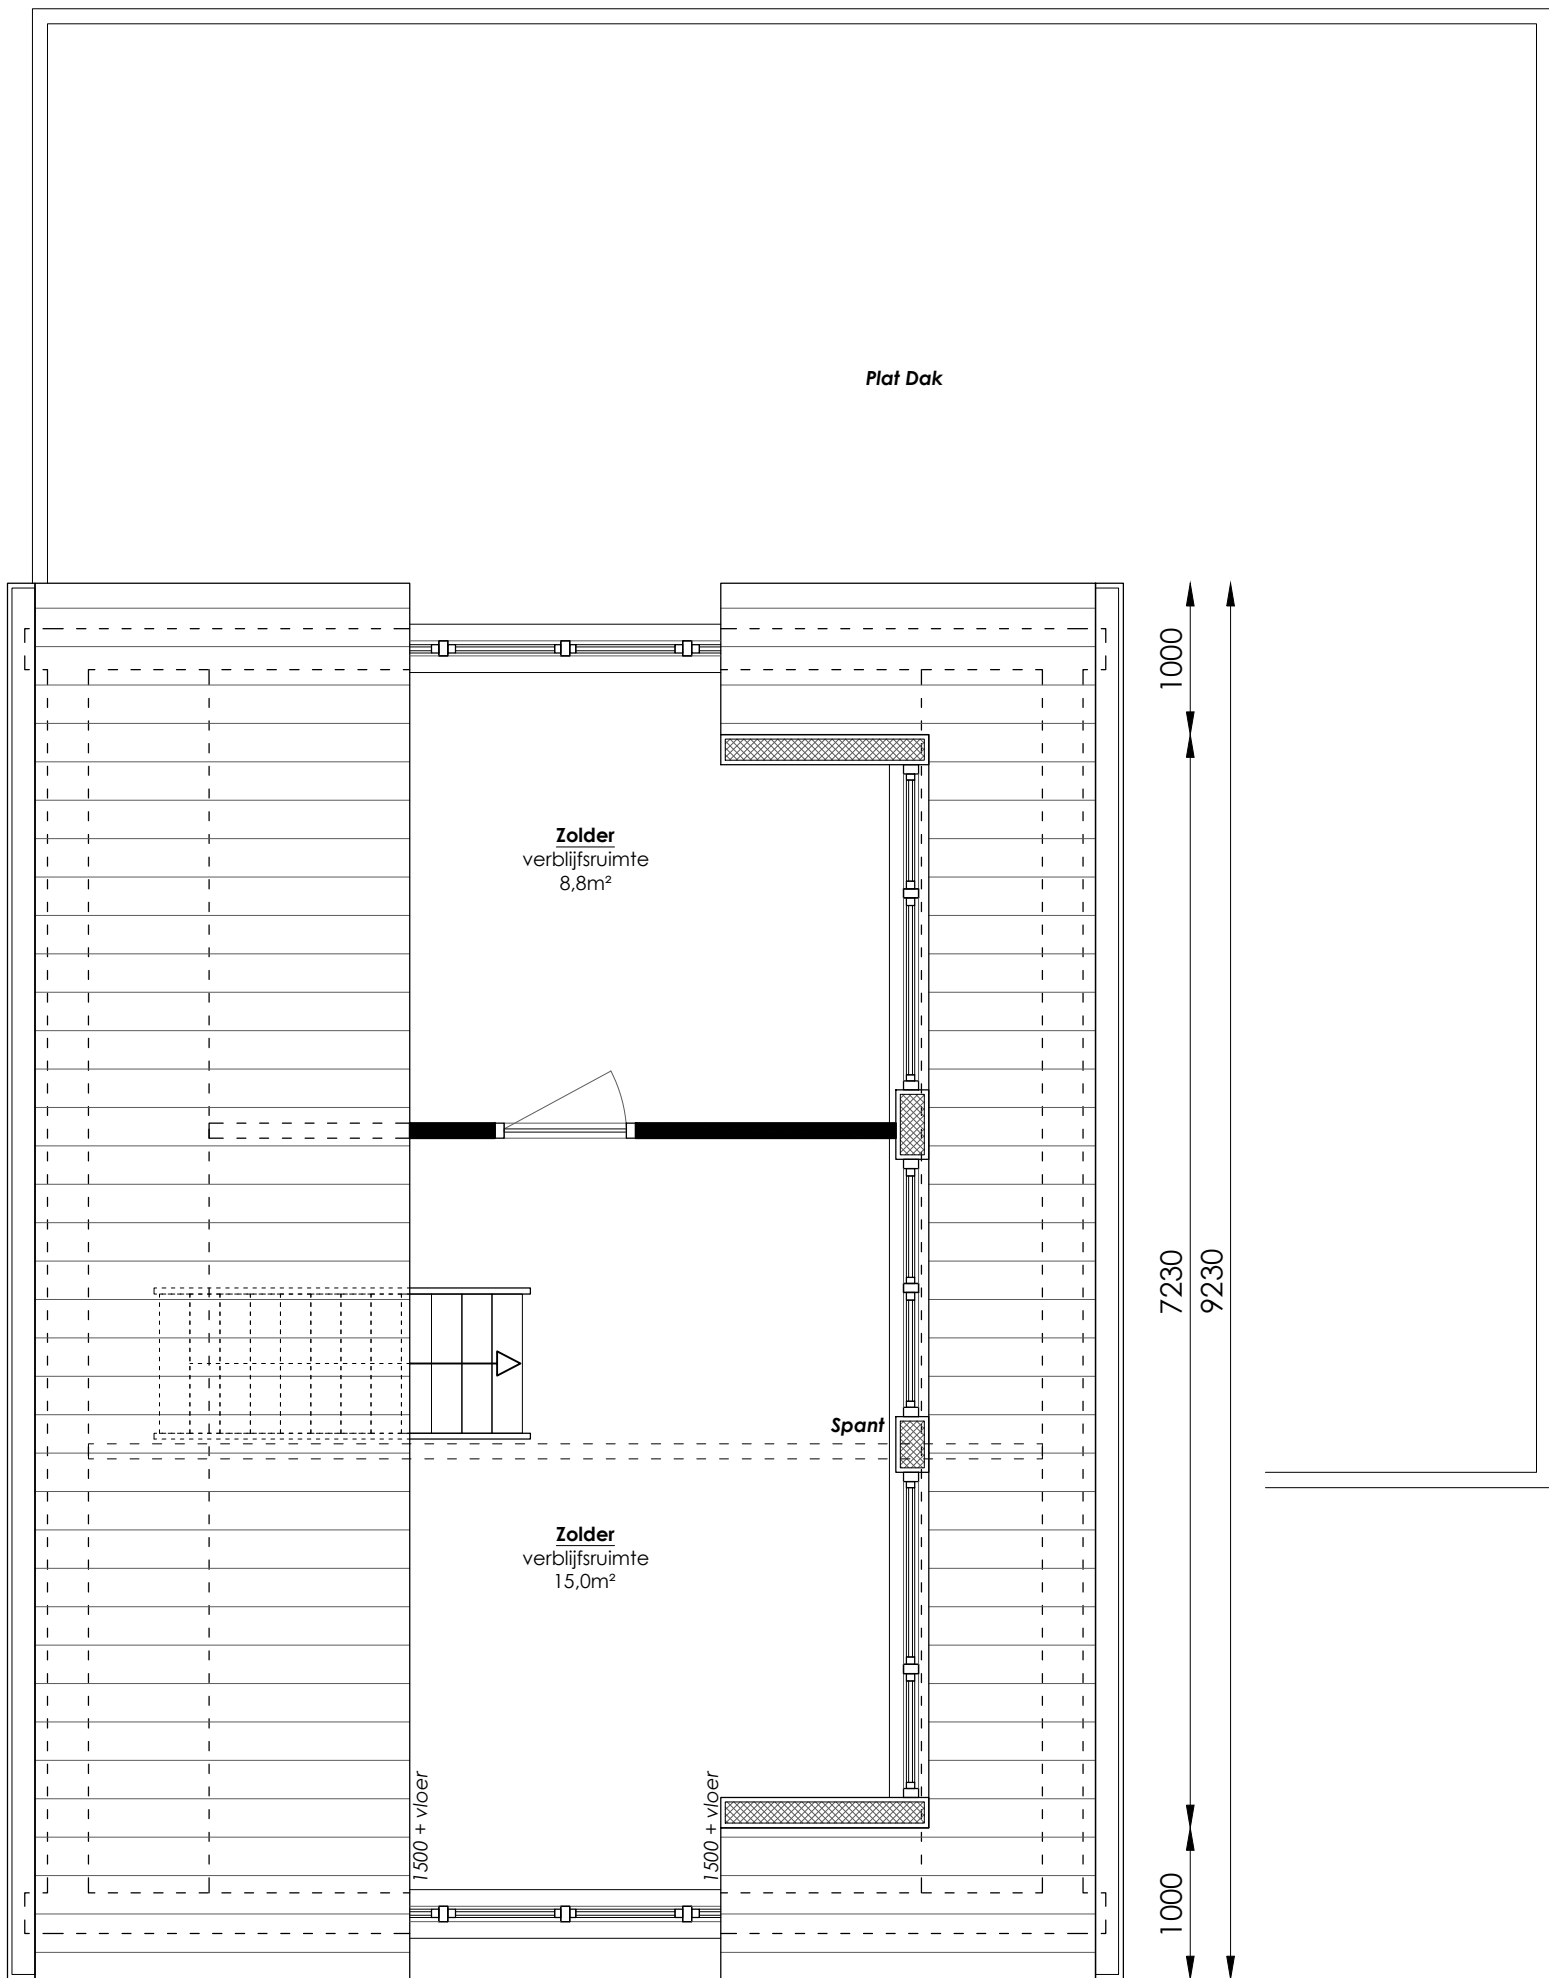 Plat Dak
1000
Zolder
verblijfsruimte
8,8m²
7230
9230
Spant
Zolder
verblijfsruimte
15,0m²
1500 + vloer
1500 + vloer
1000